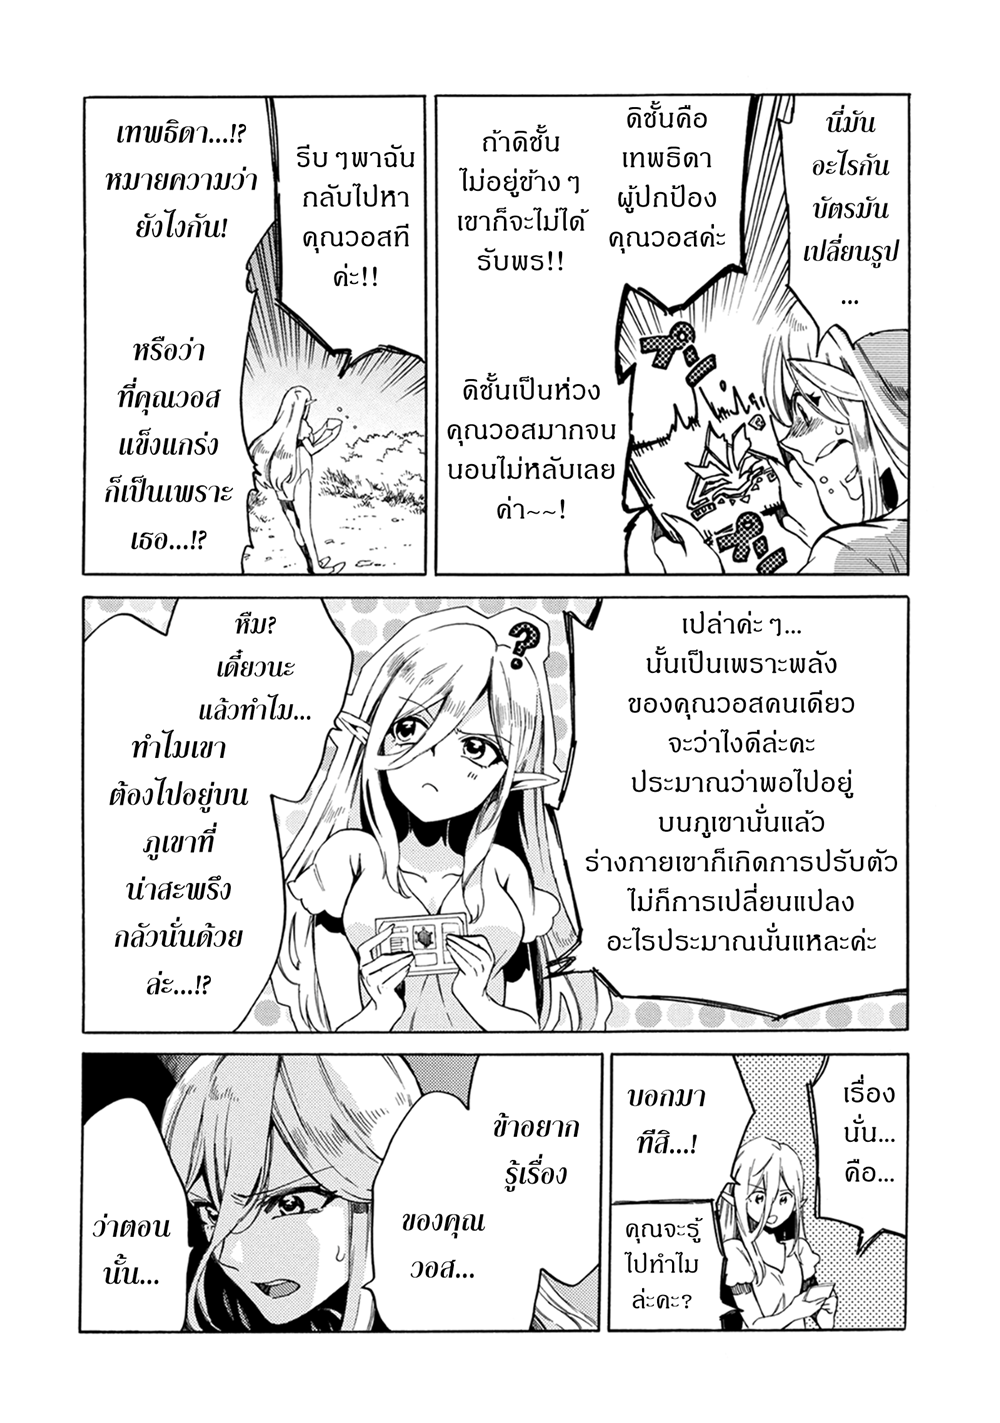 นี่มัน
อะไรกัน
บัตรมัน
เปลี่ยนรูป
...
ดิชั้นคือ
เทพธิดา
ผู้ปกป้อง
คุณวอสค่ะ
ถ้าดิชั้น
ไม่อยู่ข้างๆ
เขาก็จะไม่ได้
รับพร!!
ดิชั้นเป็นห่วง
คุณวอสมากจน
นอนไม่หลับเลย
ค่า~~!
プンプン
プンプン
รีบๆพาฉัน
กลับไปหา
คุณวอสที
ค่ะ!!
เทพธิดา...!?
หมายความว่า
ยังไงกัน!
หรือว่า
ที่คุณวอส
แข็งแกร่ง
ก็เป็นเพราะ
เธอ...!?
เปล่าค่ะๆ...
นั้นเป็นเพราะพลัง
ของคุณวอสคนเดียว
จะว่าไงดีล่ะคะ
ประมาณว่าพอไปอยู่
บนภูเขานั่นแล้ว
ร่างกายเขาก็เกิดการปรับตัว
ไม่ก็การเปลี่ยนแปลง
อะไรประมาณนั่นแหละค่ะ
?
หืม?
เดี๋ยวนะ
แล้วทำไม...
ทำไมเขา
ต้องไปอยู่บน
ภูเขาที่
น่าสะพรึง
กลัวนั่นด้วย
ล่ะ...!?
เรื่อง
นั่น...
คือ...
บอกมา
ทีสิ...!
คุณจะรู้
ไปทำไม
ล่ะคะ?
ข้าอยาก
รู้เรื่อง
ของคุณ
วอส...
ว่าตอน
นั้น...